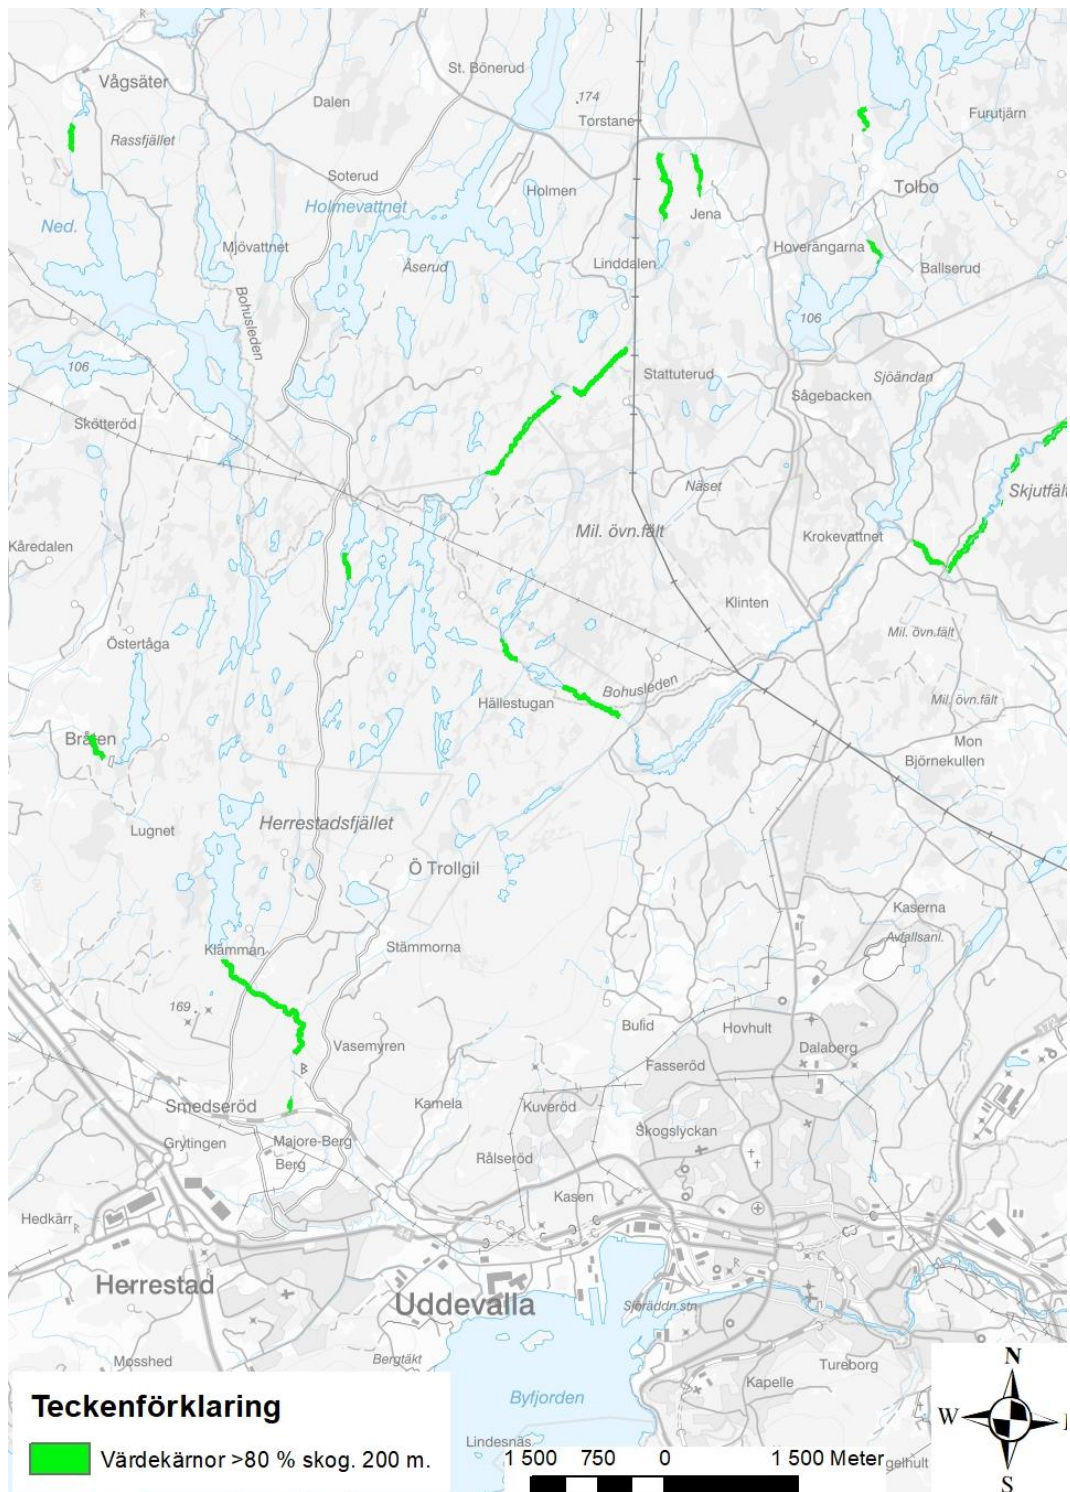 Vågsäter
St. Bönerud
Dalen
174
Torstane
Furutjärn
Rassfjället
Soterud
Holmevattnet
Holmen
Tolbo
Jena
Ned.
Mjövattnet
Åserud
Linddalen
Hoverängarna
Ballserud
Bohusleden
106
106
Stattuterud
Sjöändan
Sågebacken
Skötteröd
Näset
Skjutfält
Mil. övn.fält
Krokevattnet
Kåredalen
Klinten
Mil. övn.fält
Östertåga
Bohusleden
Hällestugan
Mil. övn.fält
Mon
Björnekullen
Lugnet
Herrestadsfjället
Ö Trollgil
Kaserna
Avfallsanl.
Stämmorna
Klämman
169
Vasemyren
Hovhult
Dalaberg
Fasseröd
Smedseröd
Kamela
Kuveröd
Skogslyckan
Grytingen
Majore-Berg
Berg
Rålseröd
Kasen
Hedkärr
44
Herrestad
Uddevalla
Sjöräddn.stn
Mosshed
Bergtäkt
Tureborg
Kapelle
Byfjorden
Lindesnäs
Teckenförklaring
Värdekärnor >80 % skog. 200 m.
1 500 750 0 1 500 Meter
N
W
S